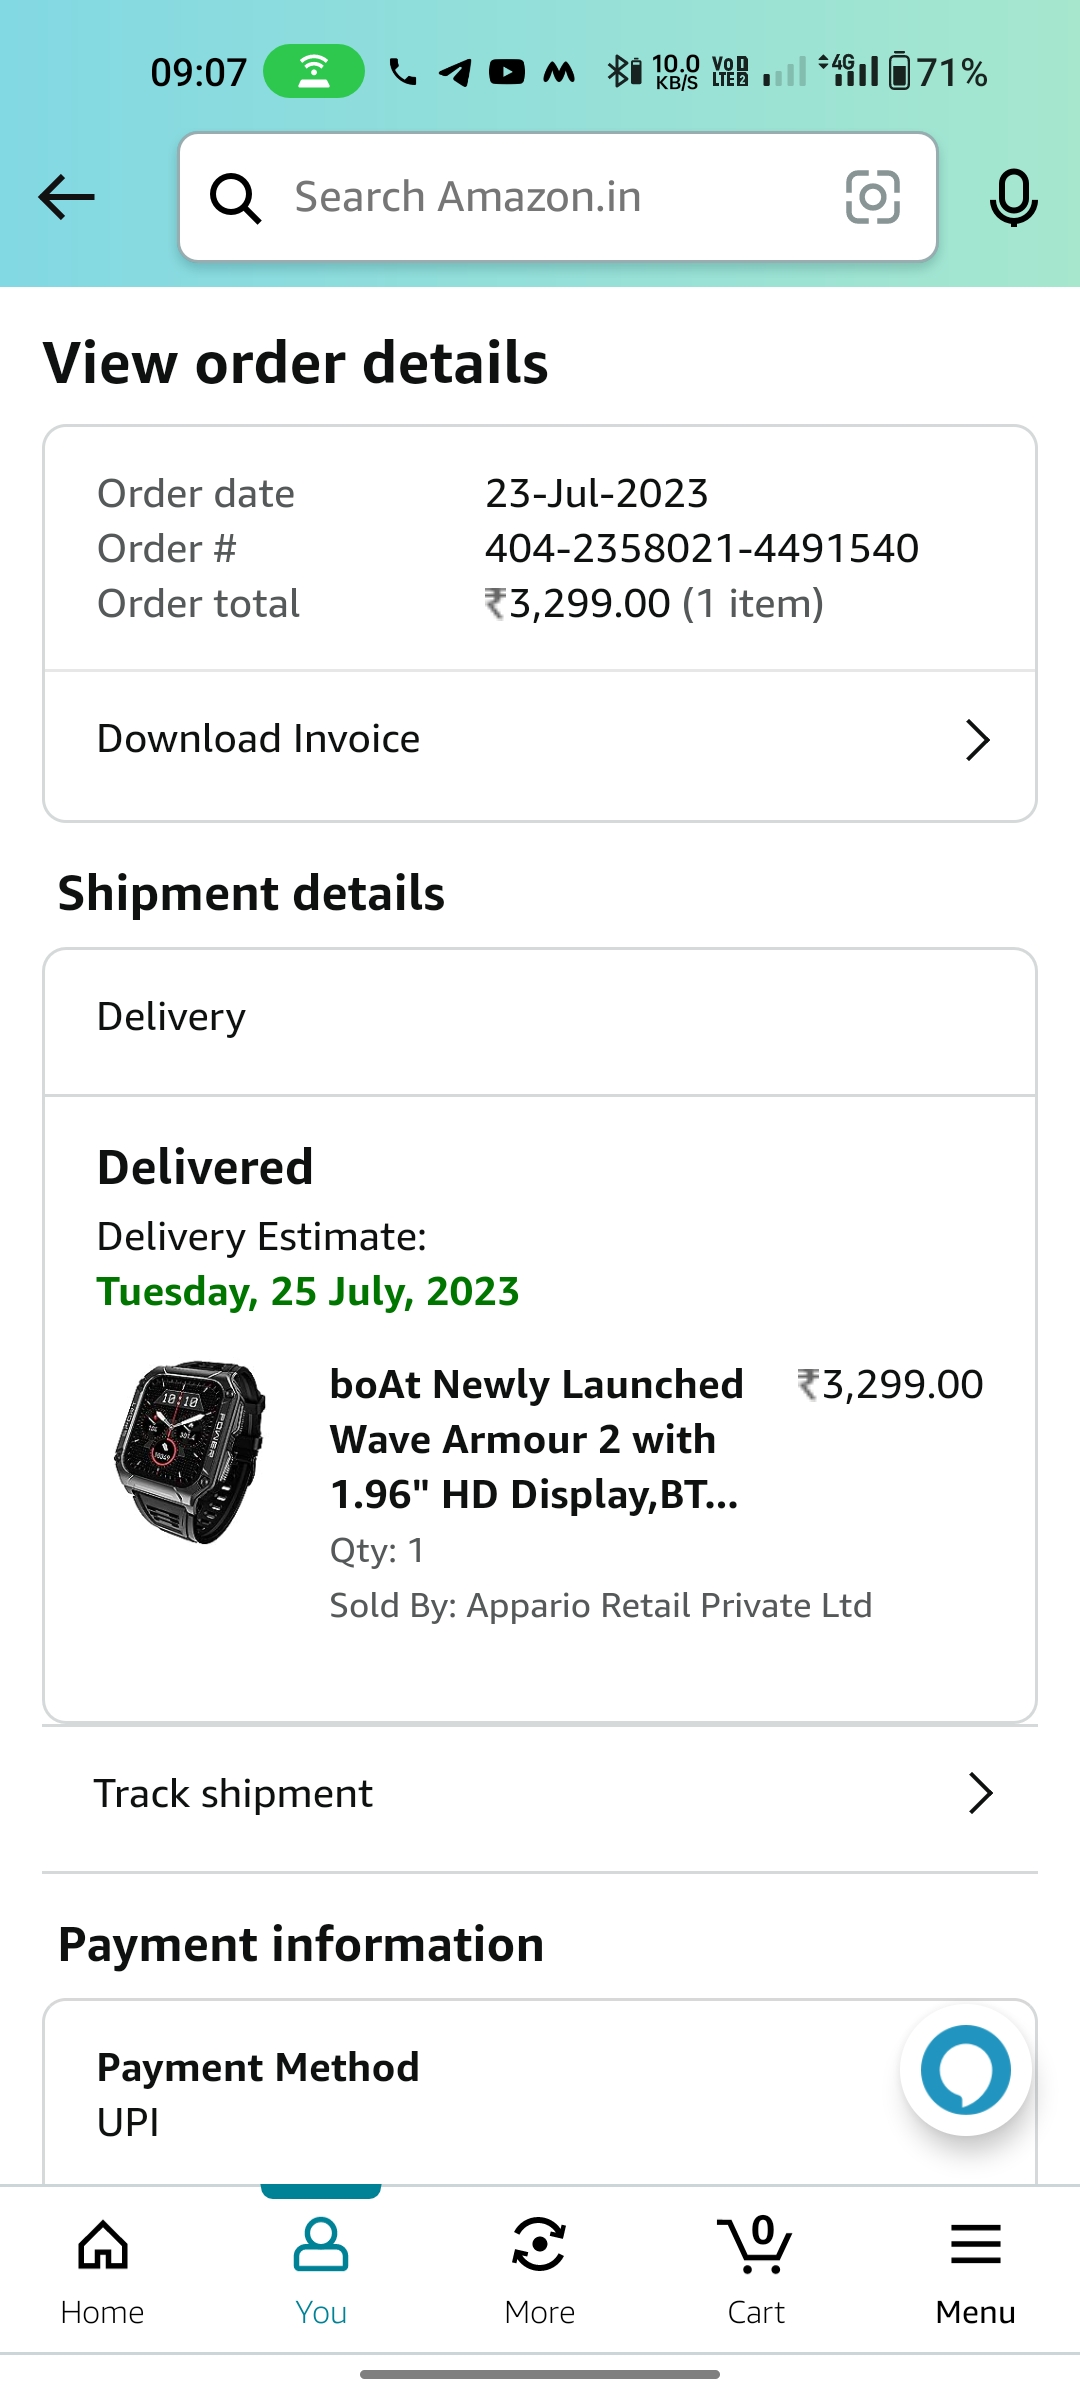 09:07 10.0 KB/S VoD LTE 4G 71%
Search Amazon.in
View order details
Order date 23-Jul-2023
Order # 404-2358021-4491540
Order total ₹3,299.00 (1 item)
Download Invoice
Shipment details
Delivery
Delivered
Delivery Estimate:
Tuesday, 25 July, 2023
10:10
POWER
boAt Newly Launched ₹3,299.00
Wave Armour 2 with
1.96" HD Display,BT...
Qty: 1
Sold By: Appario Retail Private Ltd
Track shipment
Payment information
Payment Method
UPI
0
Home You More Cart Menu